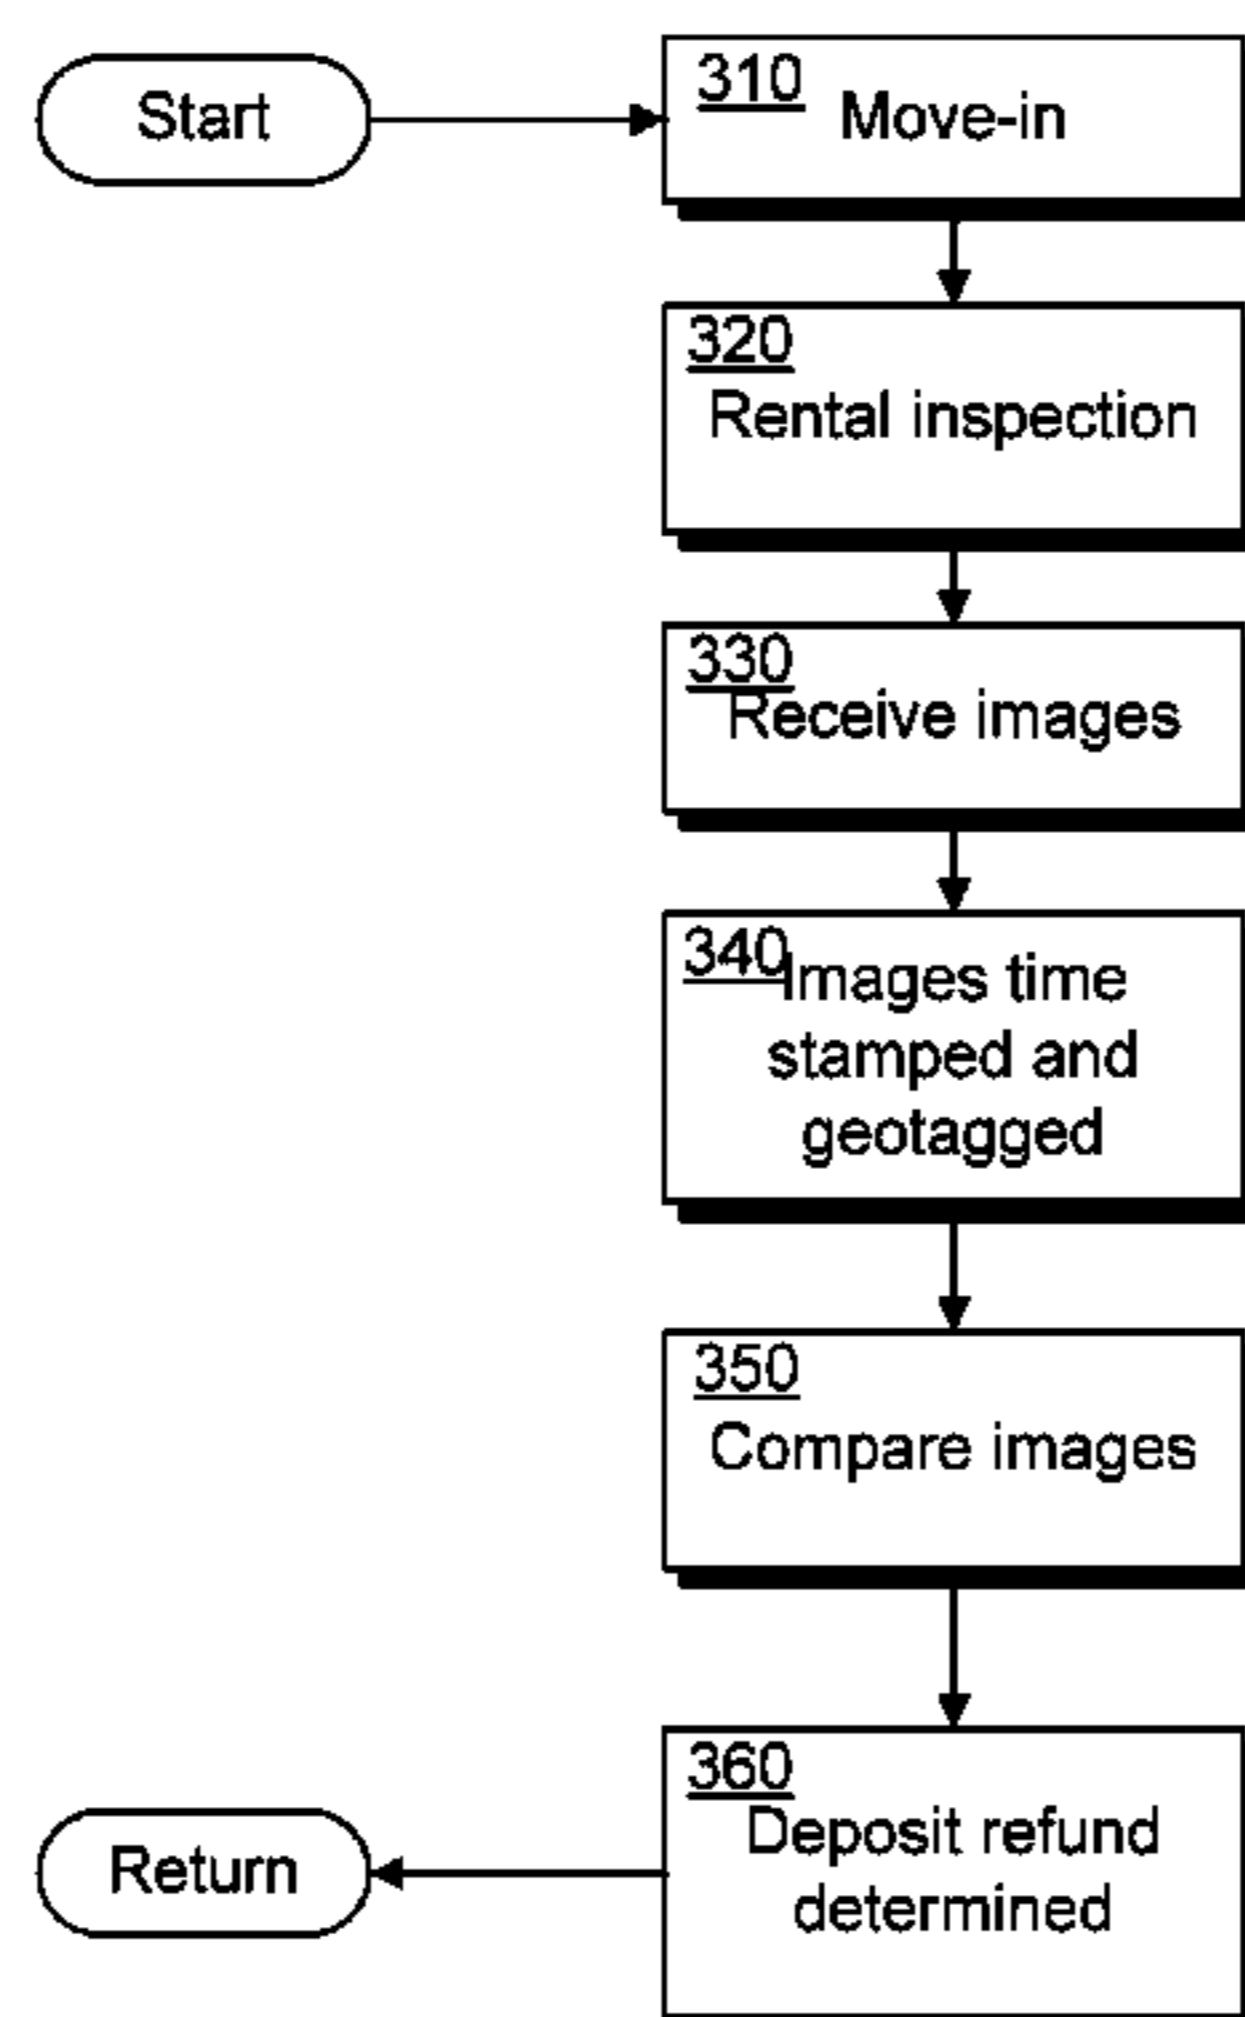 Start
310
Move-in
320
Rental inspection
330
Receive images
340
Images time
stamped and
geotagged
350
Compare images
360
Deposit refund
determined
Return